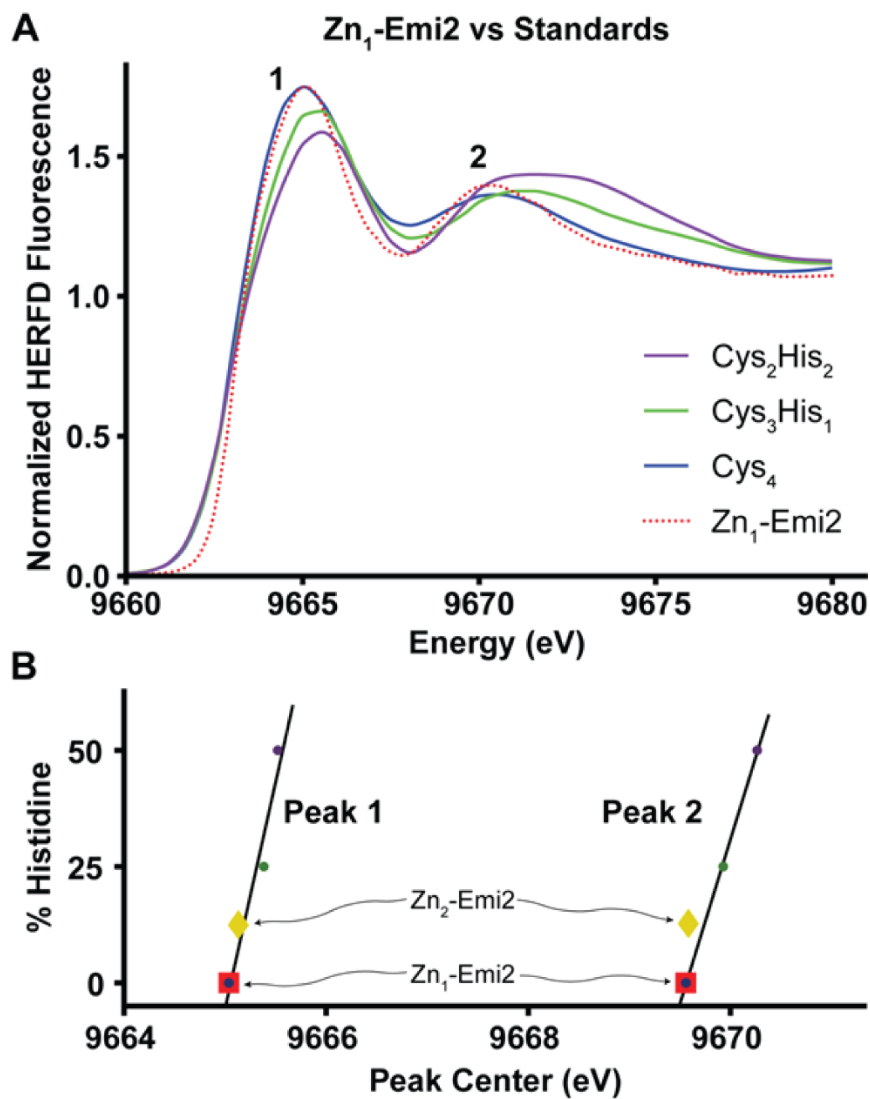 A
Zn₁-Emi2 vs Standards
Normalized HERFD Fluorescence
1
2
1.5
1.0
0.5
0.0
Cys₂His₂
Cys₃His₁
Cys₄
Zn₁-Emi2
9660 9665 9670 9675 9680
Energy (eV)
B
% Histidine
50
25
0
Peak 1
Peak 2
Zn₂-Emi2
Zn₁-Emi2
9664 9666 9668 9670
Peak Center (eV)